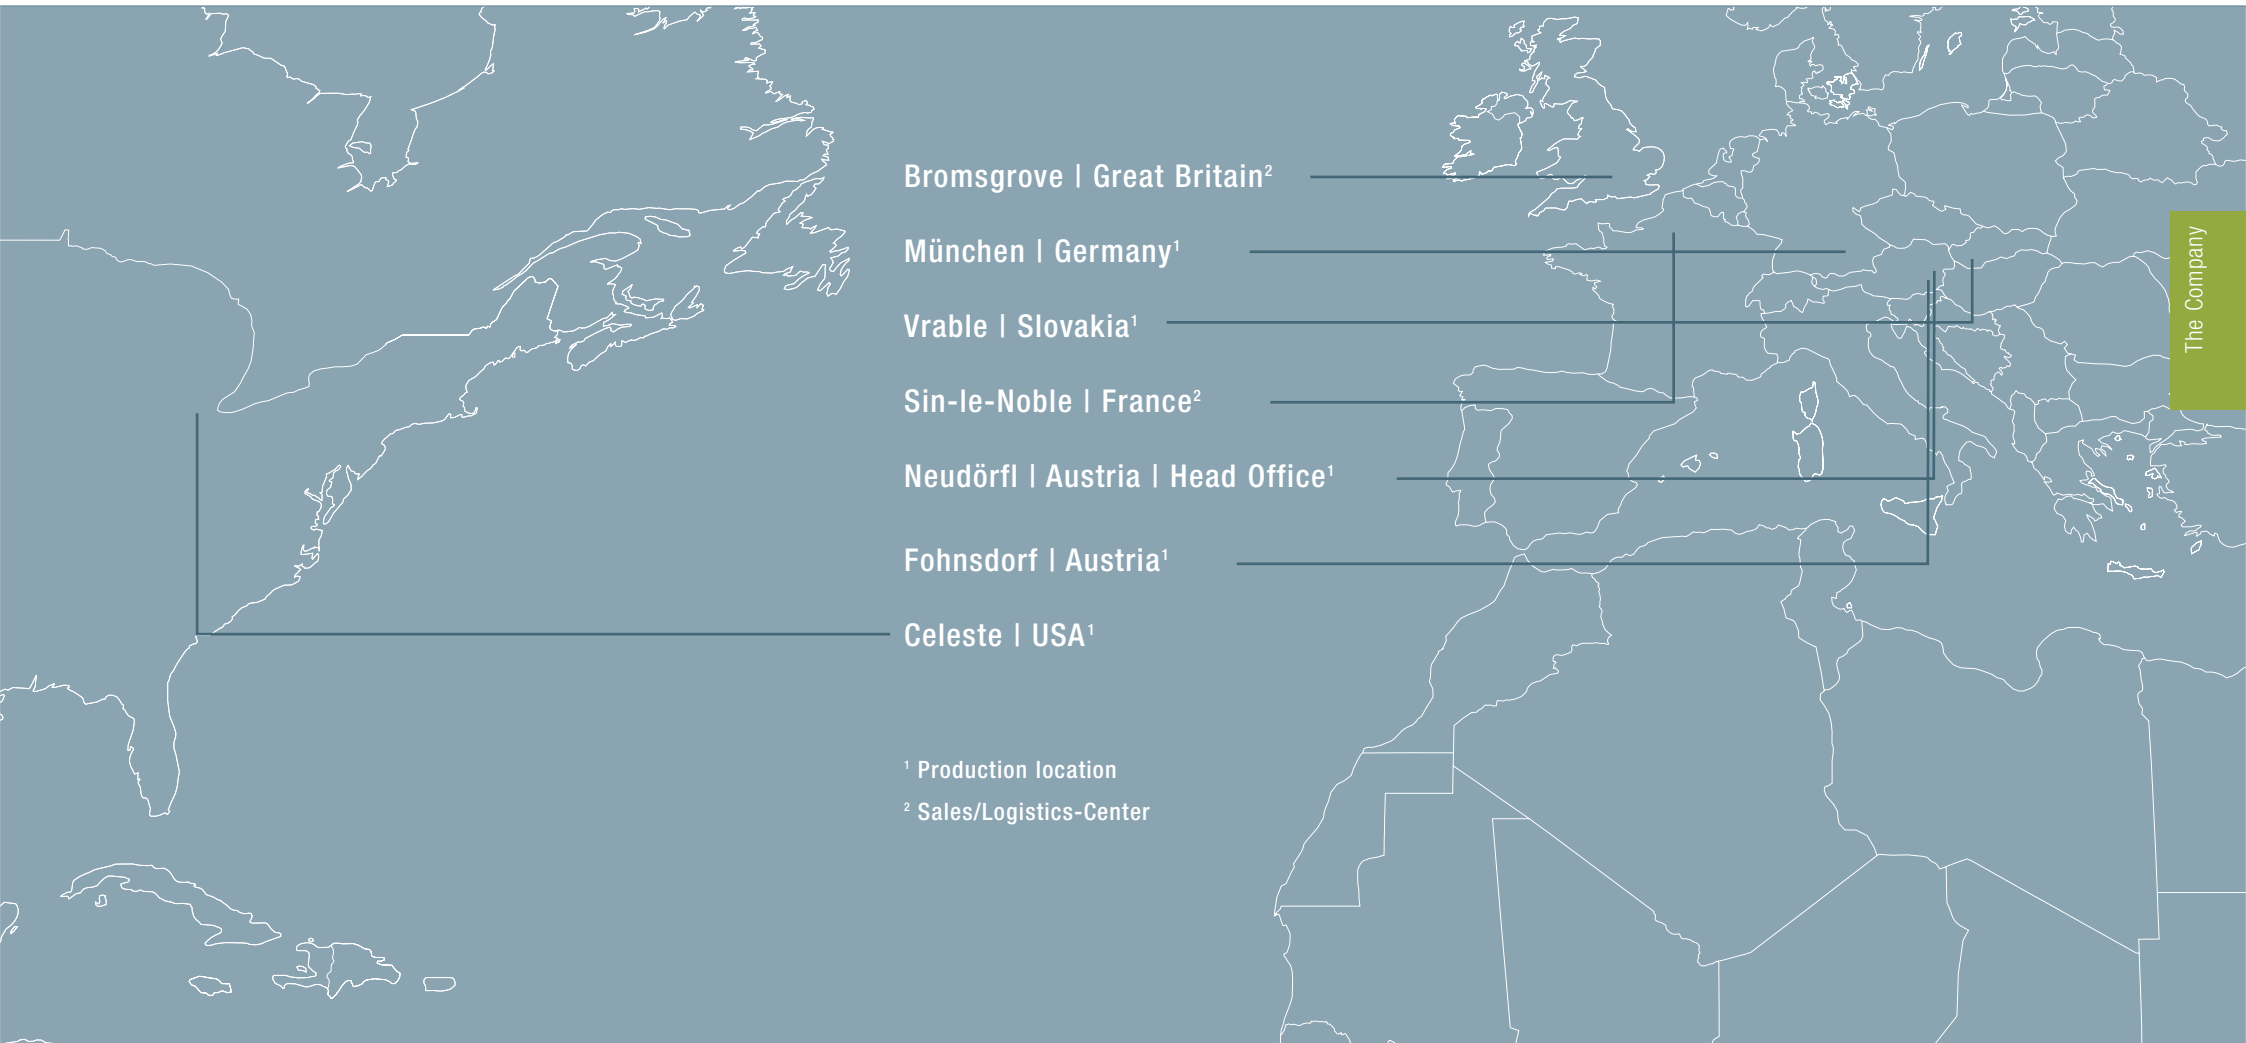 Bromsgrove | Great Britain²
München | Germany¹
Vrable | Slovakia¹
Sin-le-Noble | France²
Neudörfl | Austria | Head Office¹
Fohnsdorf | Austria¹
Celeste | USA¹
¹ Production location
² Sales/Logistics-Center
The Company